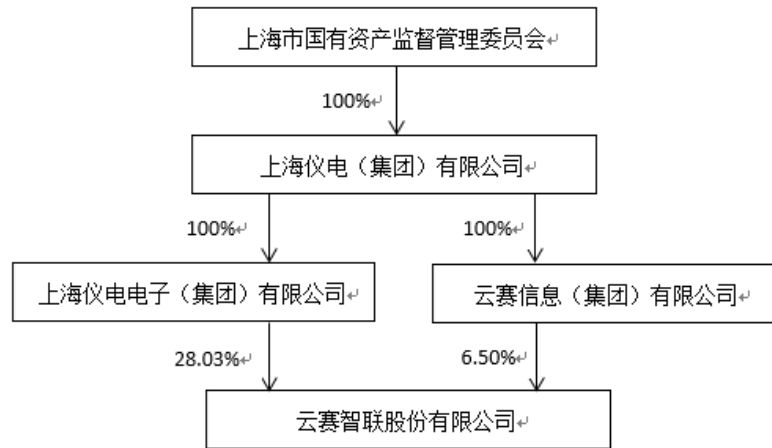 上海市国有资产监督管理委员会↵
100%↵
上海仪电（集团）有限公司↵
100%↵
100%↵
上海仪电电子（集团）有限公司↵
云赛信息（集团）有限公司↵
28.03%↵
6.50%↵
云赛智联股份有限公司↵